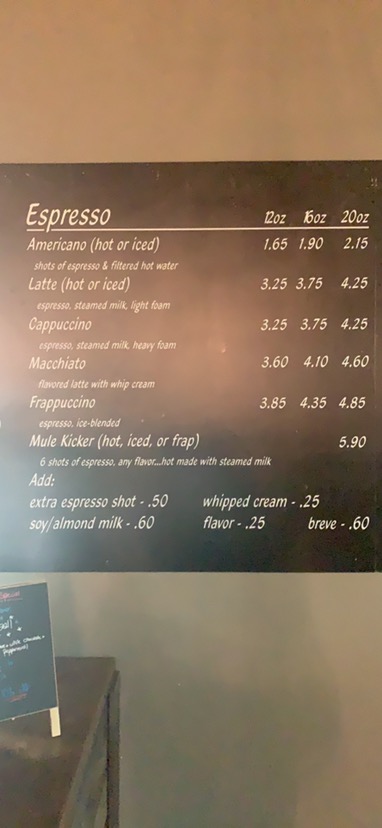 Espresso 12oz 16oz 20oz
Americano (hot or iced) 1.65 1.90 2.15
shots of espresso & filtered hot water
Latte (hot or iced) 3.25 3.75 4.25
espresso, steamed milk, light foam
Cappuccino 3.25 3.75 4.25
espresso, steamed milk, heavy foam
Macchiato 3.60 4.10 4.60
flavored latte with whip cream
Frappuccino 3.85 4.35 4.85
espresso, ice-blended
Mule Kicker (hot, iced, or frap) 5.90
6 shots of espresso, any flavor...hot made with steamed milk
Add:
extra espresso shot - .50 whipped cream - .25
soy/almond milk - .60 flavor - .25 breve - .60